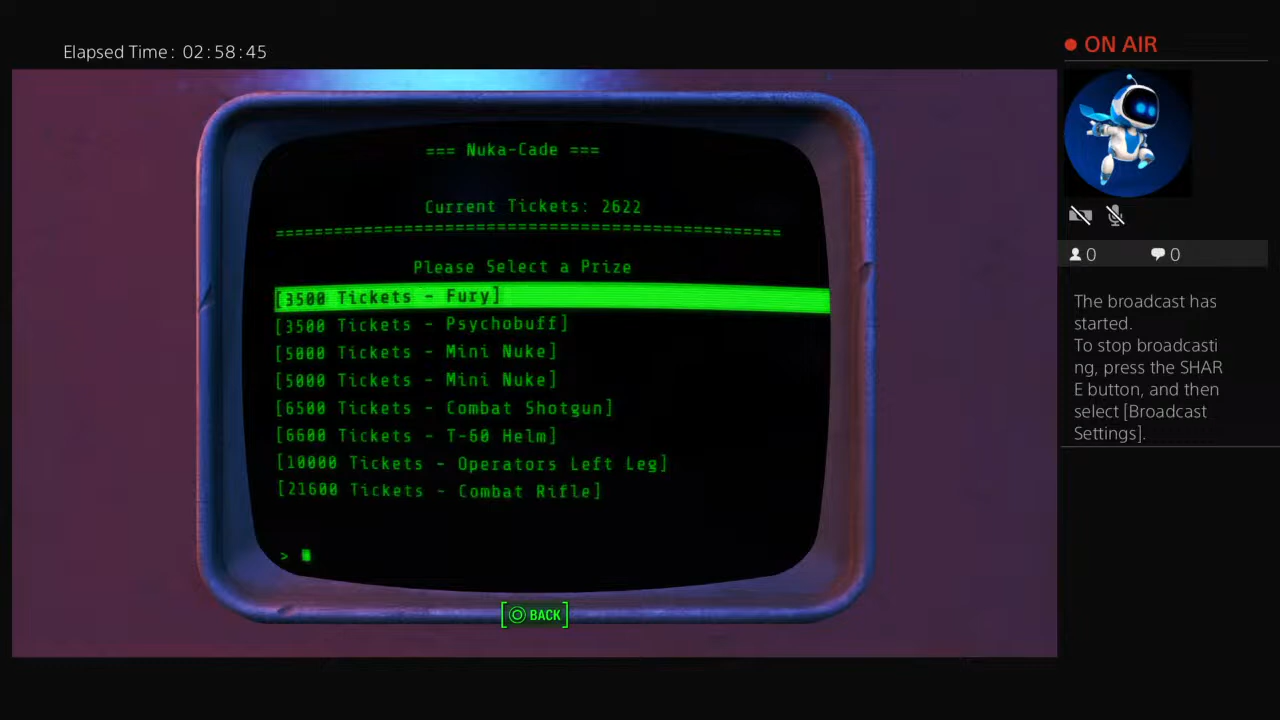 Elapsed Time: 02:58:45
ON AIR
=== Nuka-Cade ===
Current Tickets: 2622
===============================================
Please Select a Prize
[3500 Tickets - Fury]
[3500 Tickets - Psychobuff]
[5000 Tickets - Mini Nuke]
[5000 Tickets - Mini Nuke]
[6500 Tickets - Combat Shotgun]
[6600 Tickets - T-60 Helm]
[10000 Tickets - Operators Left Leg]
[21600 Tickets - Combat Rifle]
>
BACK
0 0
The broadcast has
started.
To stop broadcasti
ng, press the SHAR
E button, and then
select [Broadcast
Settings].